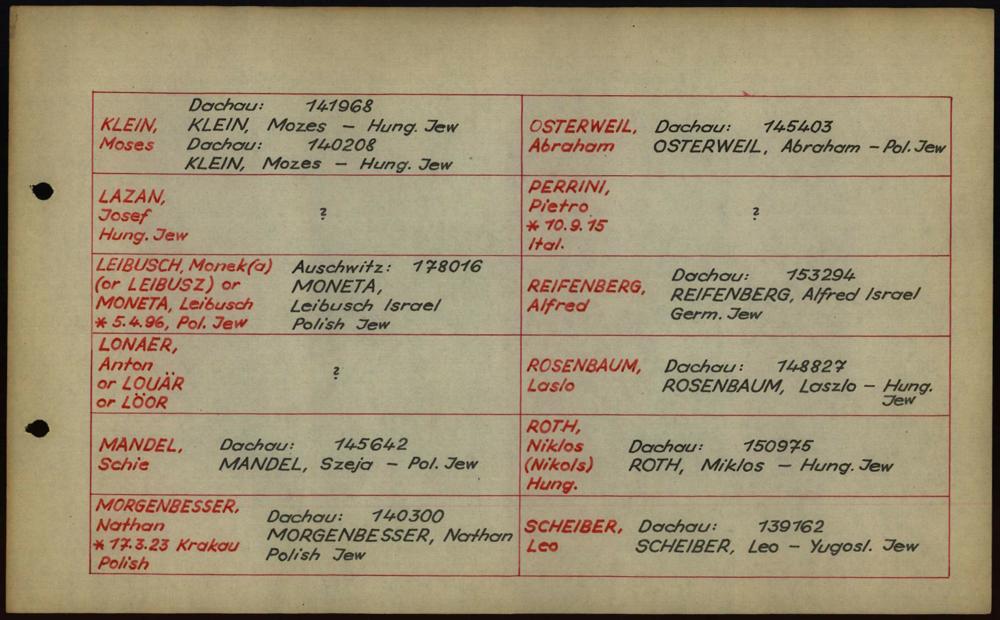 KLEIN,
Moses
Dachau: 141968
KLEIN, Mozes – Hung. Jew
Dachau: 140208
KLEIN, Mozes – Hung. Jew
LAZAN,
Josef
Hung. Jew
?
LEIBUSCH, Monek(a)
(or LEIBUSZ) or
MONETA, Leibusch
* 5.4.96, Pol. Jew
Auschwitz: 178016
MONETA,
Leibusch Israel
Polish Jew
LONAER,
Anton
or LOUÄR
or LÖOR
?
MANDEL,
Schie
Dachau: 145642
MANDEL, Szeja – Pol. Jew
MORGENBESSER,
Nathan
* 17.3.23 Krakau
Polish
Dachau: 140300
MORGENBESSER, Nathan
Polish Jew
OSTERWEIL,
Abraham
Dachau: 145403
OSTERWEIL, Abraham – Pol. Jew
PERRINI,
Pietro
* 10.9.15
Ital.
?
REIFENBERG,
Alfred
Dachau: 153294
REIFENBERG, Alfred Israel
Germ. Jew
ROSENBAUM,
Laslo
Dachau: 148827
ROSENBAUM, Laszlo – Hung.
Jew
ROTH,
Niklos
(Nikols)
Hung.
Dachau: 150975
ROTH, Miklos – Hung. Jew
SCHEIBER,
Leo
Dachau: 139162
SCHEIBER, Leo – Yugosl. Jew